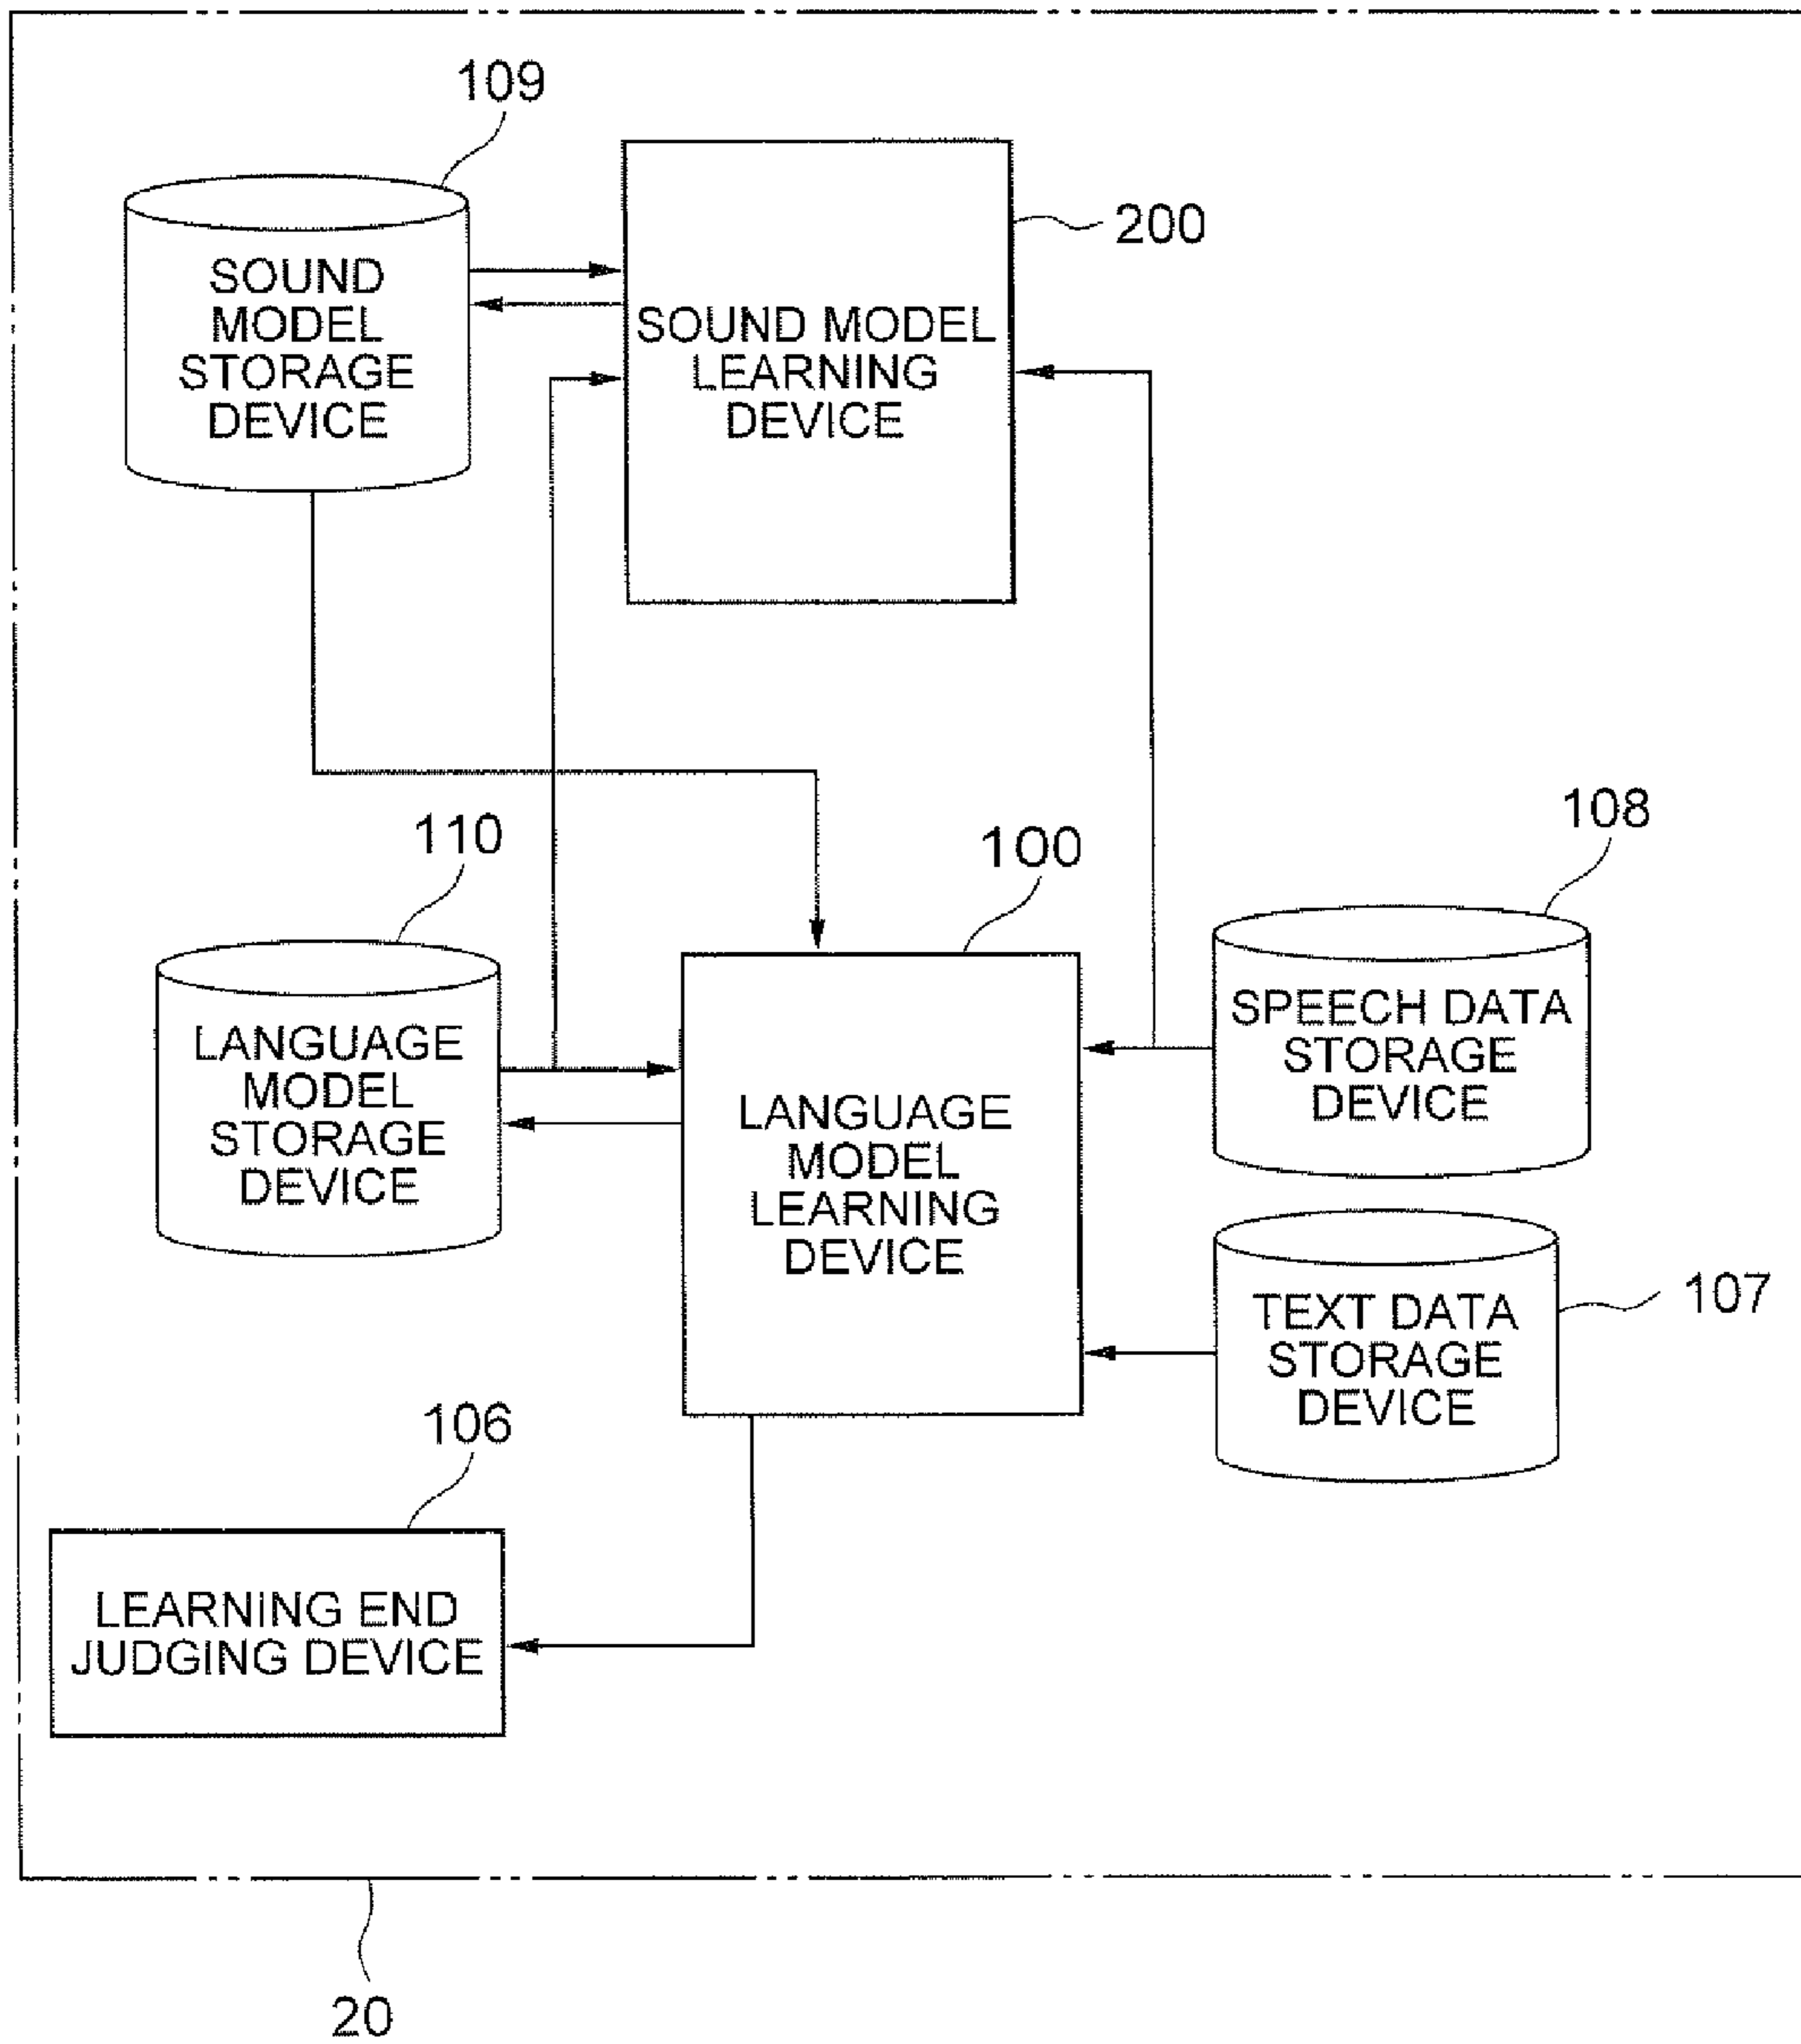 109
SOUND
MODEL
STORAGE
DEVICE
200
SOUND MODEL
LEARNING
DEVICE
110
LANGUAGE
MODEL
STORAGE
DEVICE
100
LANGUAGE
MODEL
LEARNING
DEVICE
108
SPEECH DATA
STORAGE
DEVICE
107
TEXT DATA
STORAGE
DEVICE
106
LEARNING END
JUDGING DEVICE
20